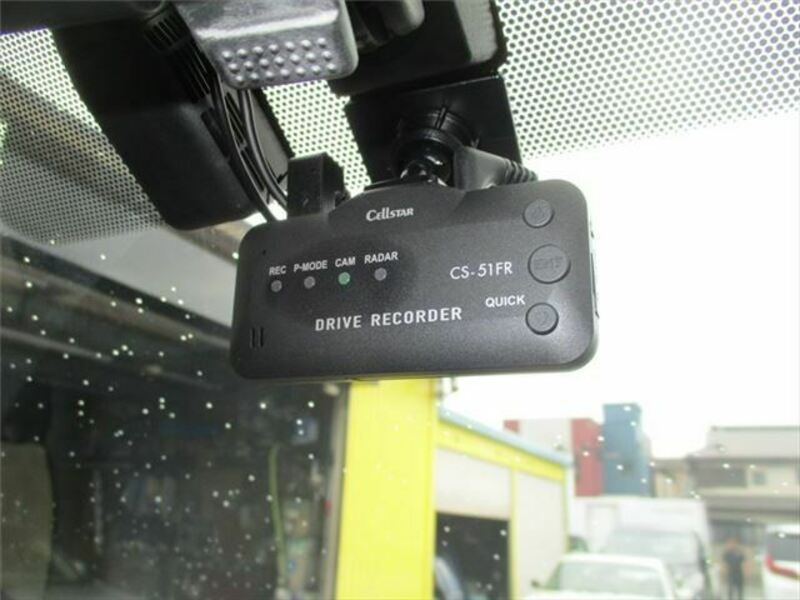 CELLSTAR
REC P-MODE CAM RADAR
CS-51FR
QUICK
DRIVE RECORDER